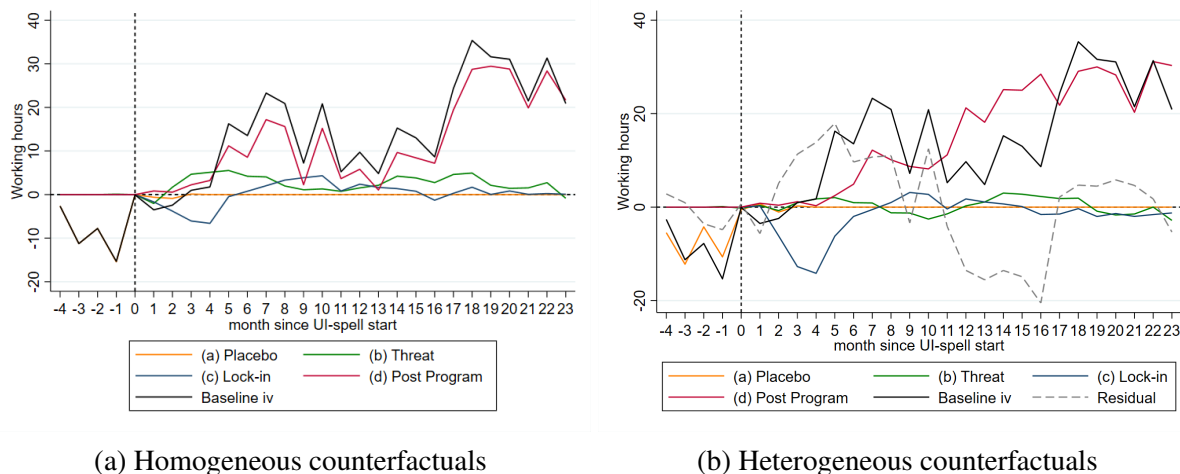 40
30
20
10
0
-10
-20
Working hours
-4 -3 -2 -1 0 1 2 3 4 5 6 7 8 9 10 11 12 13 14 15 16 17 18 19 20 21 22 23
month since UI-spell start
(a) Placebo (b) Threat
(c) Lock-in (d) Post Program
Baseline iv
(a) Homogeneous counterfactuals
40
20
0
-20
Working hours
-4 -3 -2 -1 0 1 2 3 4 5 6 7 8 9 10 11 12 13 14 15 16 17 18 19 20 21 22 23
month since UI-spell start
(a) Placebo (b) Threat (c) Lock-in
(d) Post Program Baseline iv Residual
(b) Heterogeneous counterfactuals